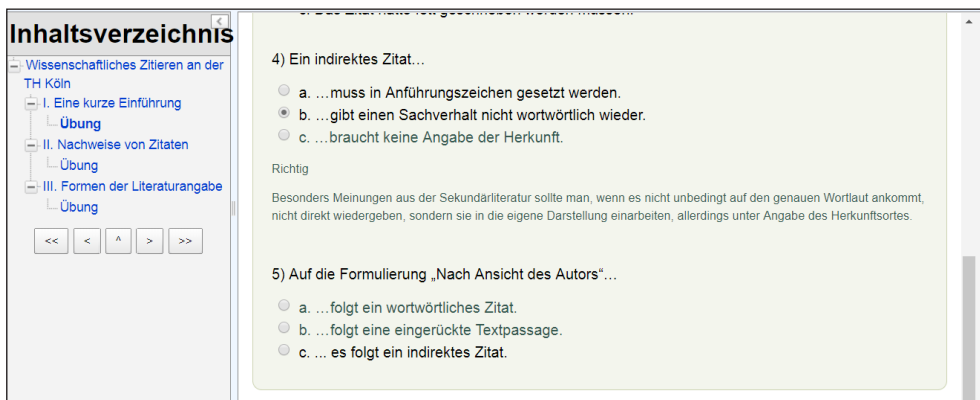 Inhaltsverzeichnis
Wissenschaftliches Zitieren an der
TH Köln
I. Eine kurze Einführung
Übung
II. Nachweise von Zitaten
Übung
III. Formen der Literaturangabe
Übung
<< < ^ > >>
4) Ein indirektes Zitat…
a. …muss in Anführungszeichen gesetzt werden.
b. …gibt einen Sachverhalt nicht wortwörtlich wieder.
c. …braucht keine Angabe der Herkunft.
Richtig
Besonders Meinungen aus der Sekundärliteratur sollte man, wenn es nicht unbedingt auf den genauen Wortlaut ankommt,
nicht direkt wiedergeben, sondern sie in die eigene Darstellung einarbeiten, allerdings unter Angabe des Herkunftsortes.
5) Auf die Formulierung „Nach Ansicht des Autors“…
a. …folgt ein wortwörtliches Zitat.
b. …folgt eine eingerückte Textpassage.
c. ... es folgt ein indirektes Zitat.